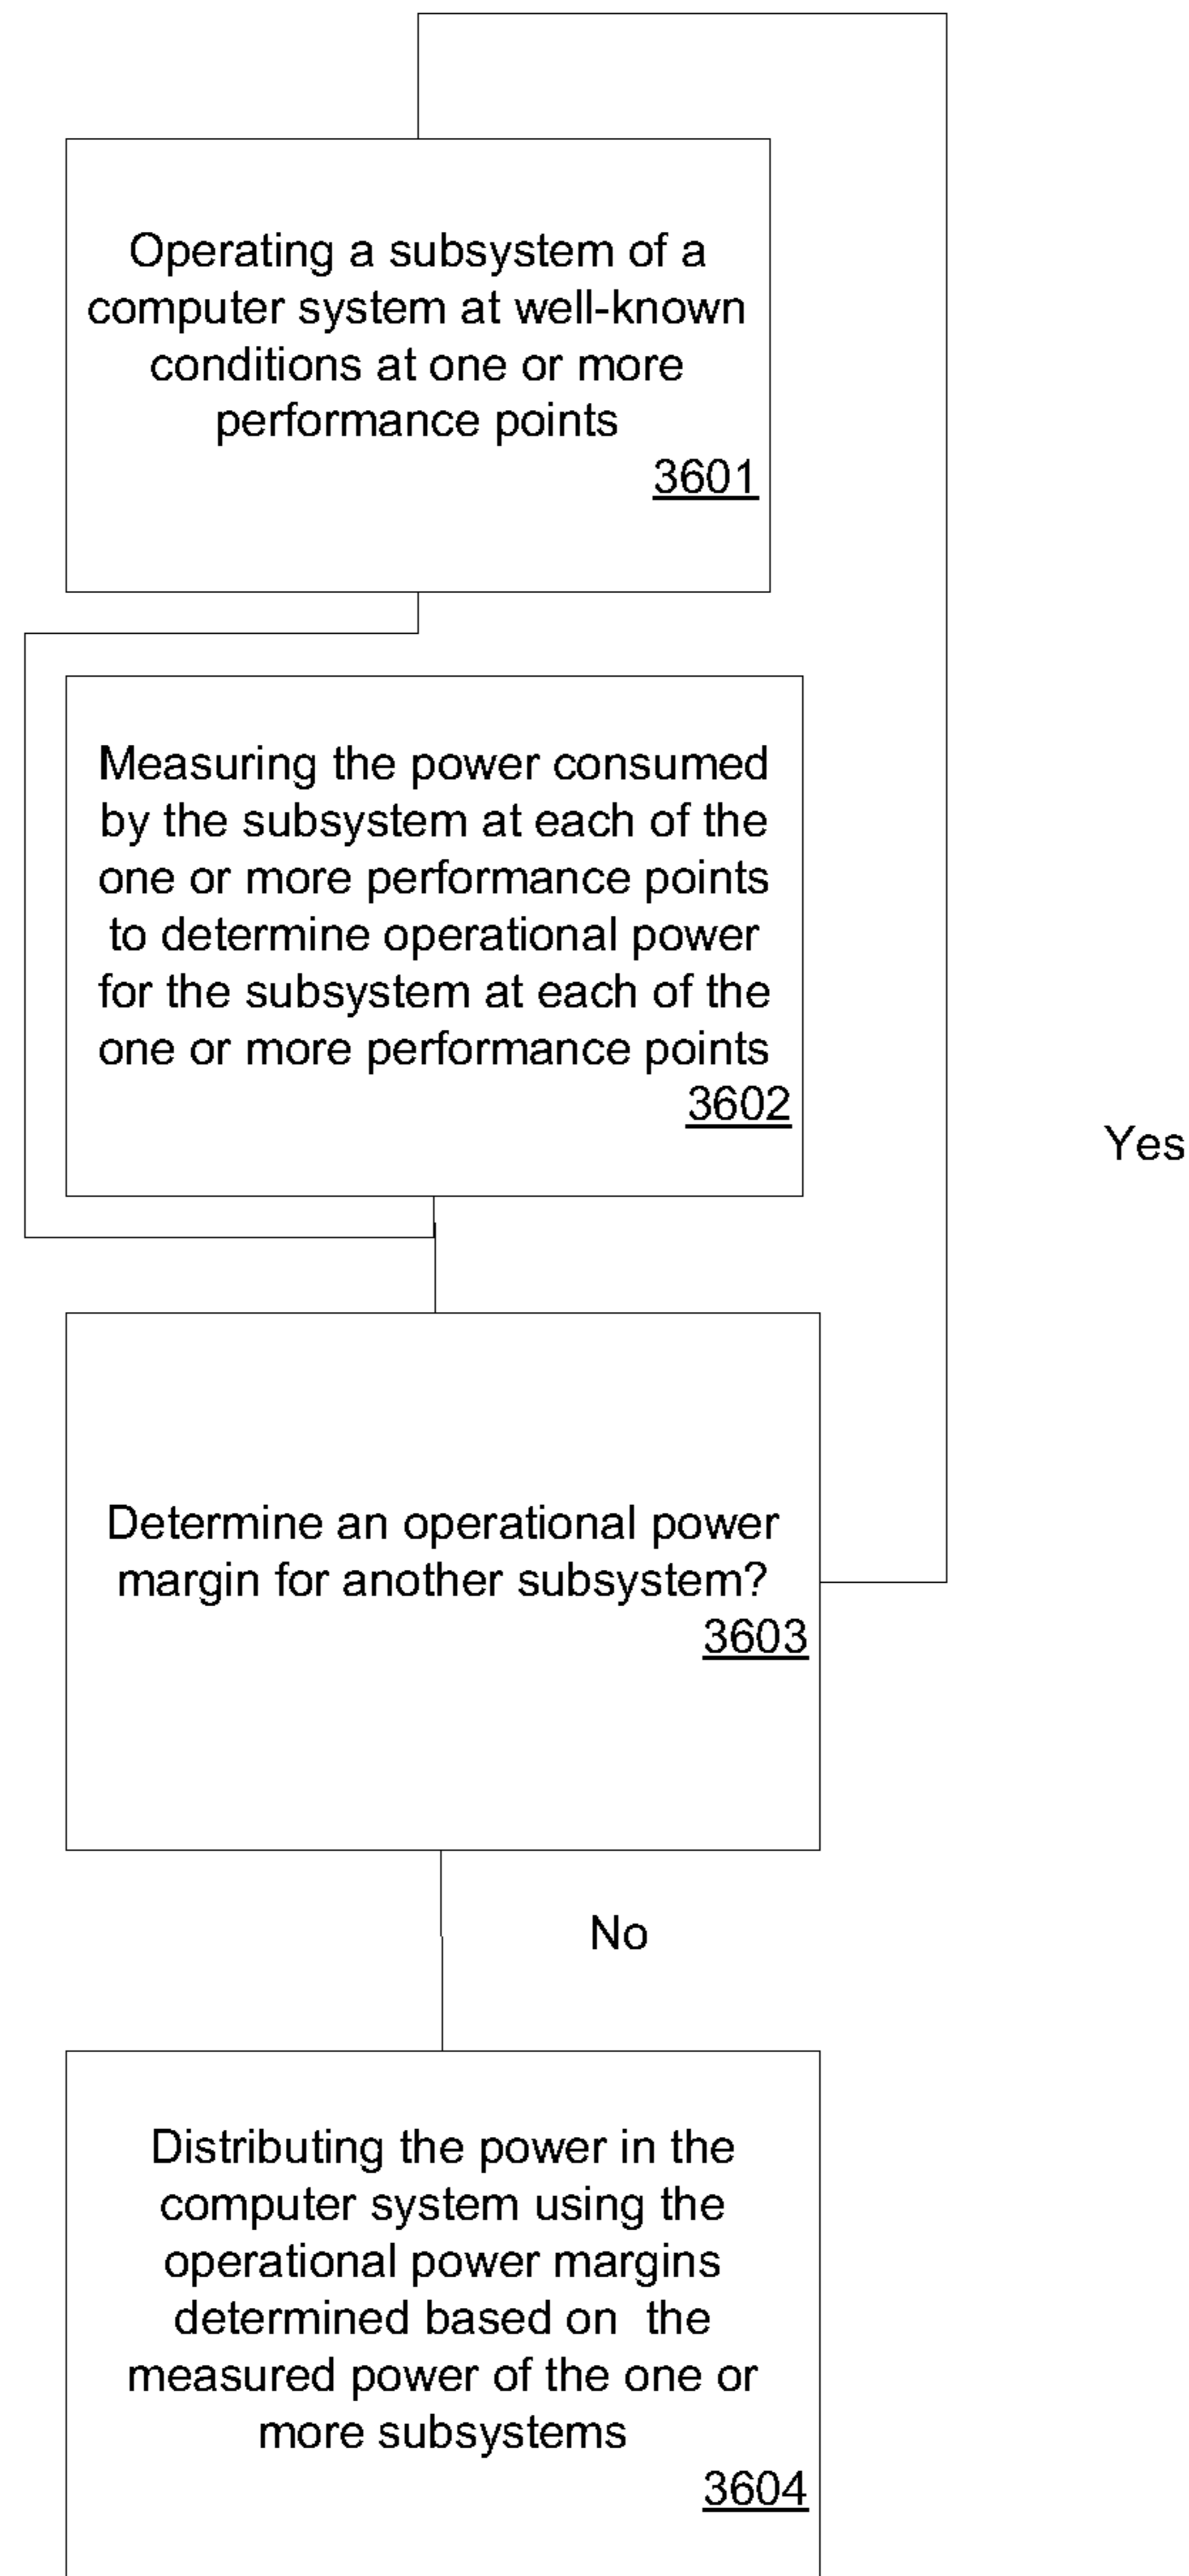 Operating a subsystem of a
computer system at well-known
conditions at one or more
performance points
3601
Measuring the power consumed
by the subsystem at each of the
one or more performance points
to determine operational power
for the subsystem at each of the
one or more performance points
3602
Yes
Determine an operational power
margin for another subsystem?
3603
No
Distributing the power in the
computer system using the
operational power margins
determined based on  the
measured power of the one or
more subsystems
3604